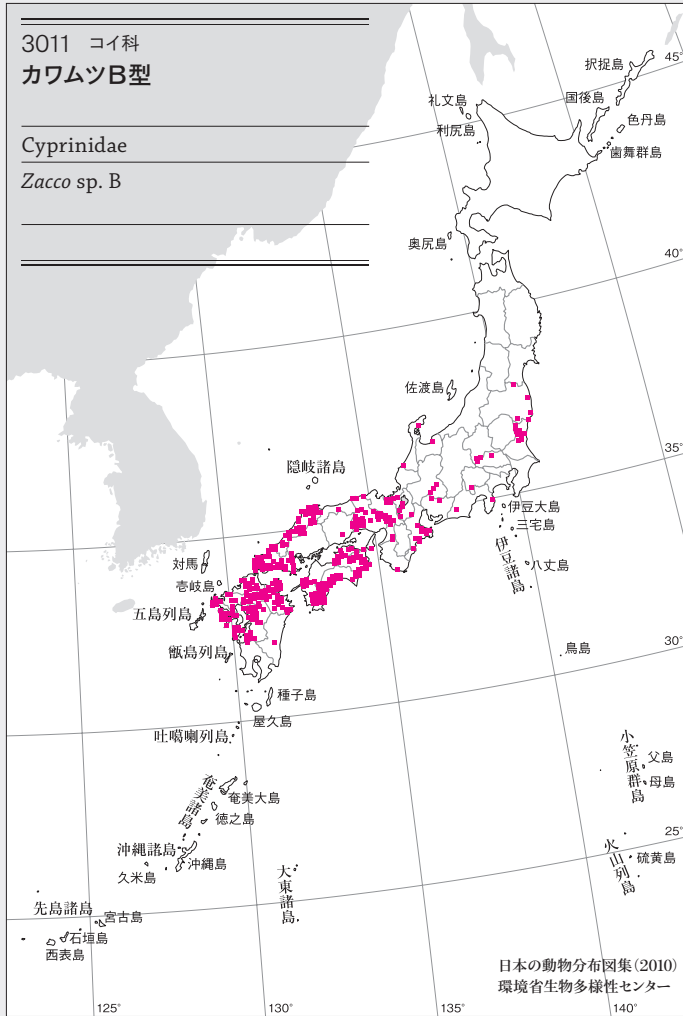 3011 コイ科
カワムツB型
Cyprinidae
Zacco sp. B
択捉島
45°
国後島
礼文島
色丹島
利尻島
歯舞群島
奥尻島
40°
佐渡島
35°
隠岐諸島
伊豆大島
三宅島
伊豆諸島
八丈島
対馬
壱岐島
五島列島
甑島列島
鳥島
30°
種子島
屋久島
吐噶喇列島
小笠原群島
父島
母島
奄美諸島
奄美大島
徳之島
25°
沖縄諸島
沖縄島
久米島
火山列島
硫黄島
大東諸島
先島諸島
宮古島
石垣島
西表島
日本の動物分布図集(2010)
環境省生物多様性センター
125°
130°
135°
140°